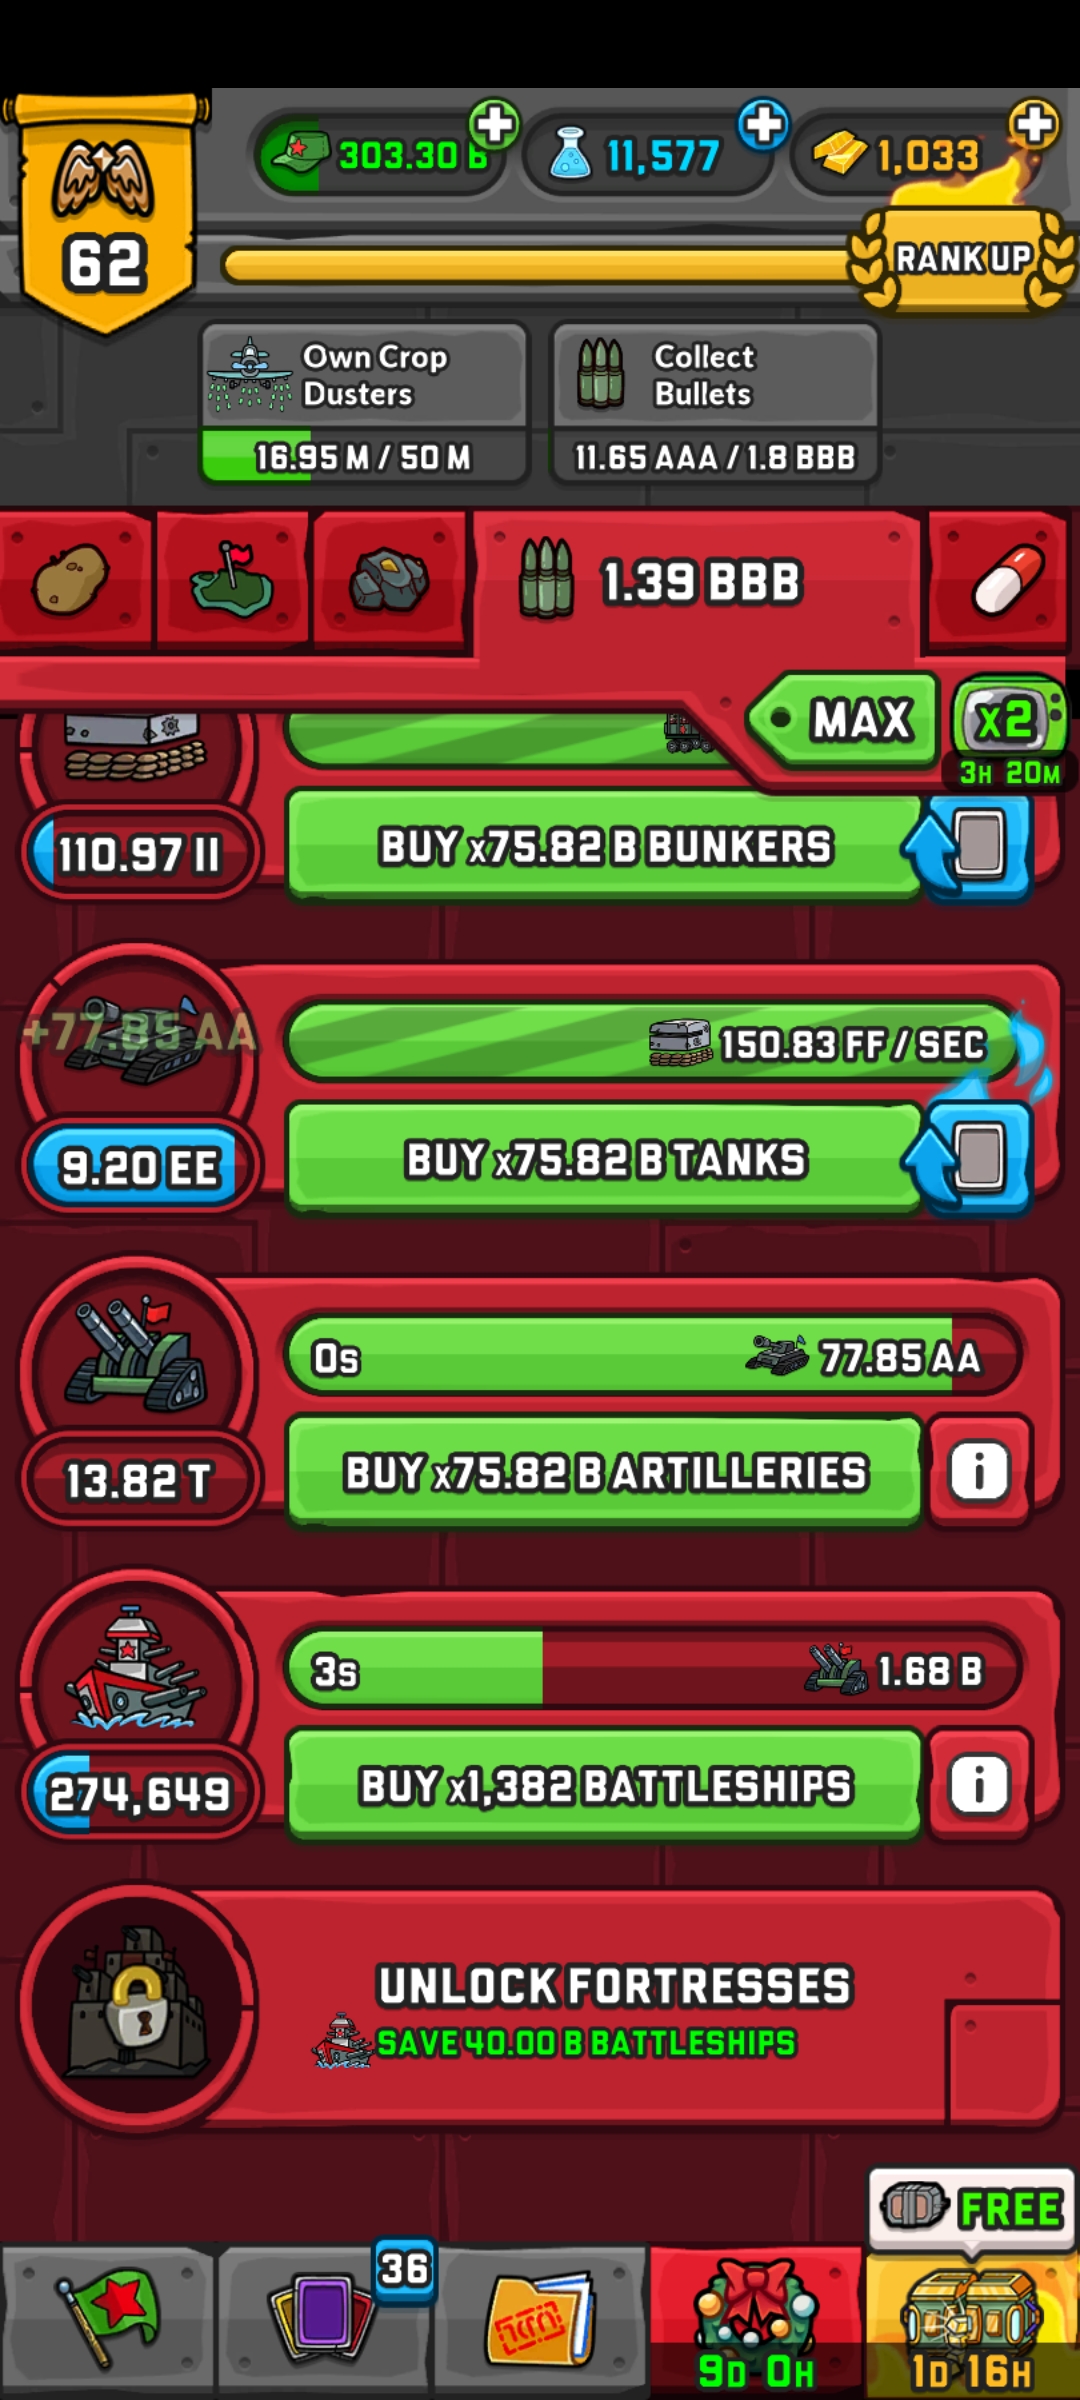 303.30 B
11,577
1,033
62
RANK UP
Own Crop
Dusters
Collect
Bullets
16.95 M / 50 M
11.65 AAA / 1.8 BBB
1.39 BBB
MAX
x2
3H 20M
110.97 II
BUY x75.82 B BUNKERS
+77.85 AA
150.83 FF / SEC
9.20 EE
BUY x75.82 B TANKS
0s
77.85 AA
13.82 T
BUY x75.82 B ARTILLERIES
i
3s
1.68 B
274,649
BUY x1,382 BATTLESHIPS
i
UNLOCK FORTRESSES
SAVE 40.00 B BATTLESHIPS
FREE
36
9D 0H
1D 16H